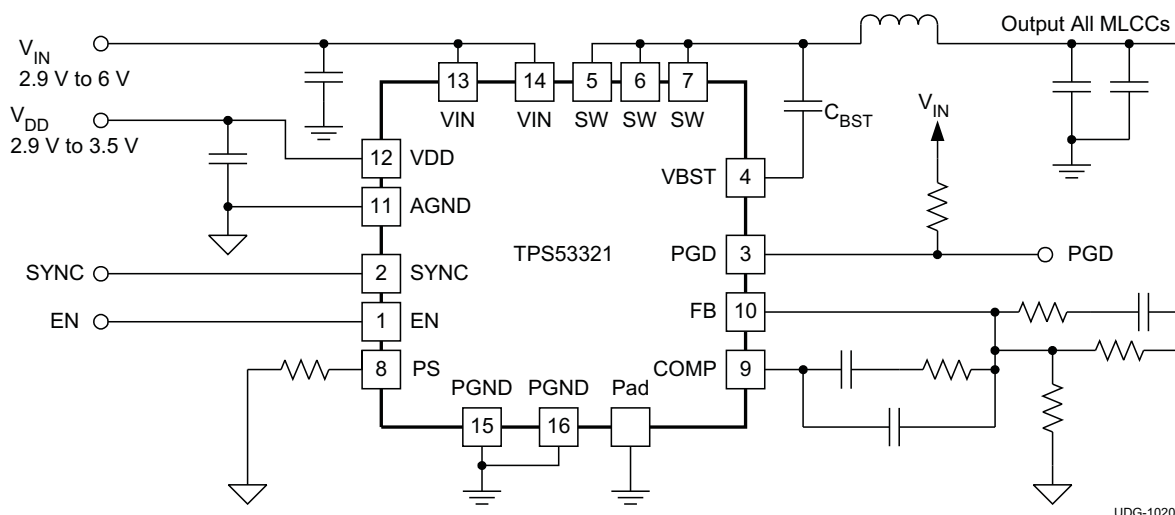 Output All MLCCs
V_IN
2.9 V to 6 V
13
14
5
6
7
VIN
VIN
SW
SW
SW
C_BST
V_IN
V_DD
2.9 V to 3.5 V
12
VDD
VBST
4
11
AGND
TPS53321
PGD
3
PGD
SYNC
2
SYNC
FB
10
EN
1
EN
COMP
9
8
PS
PGND
PGND
Pad
15
16